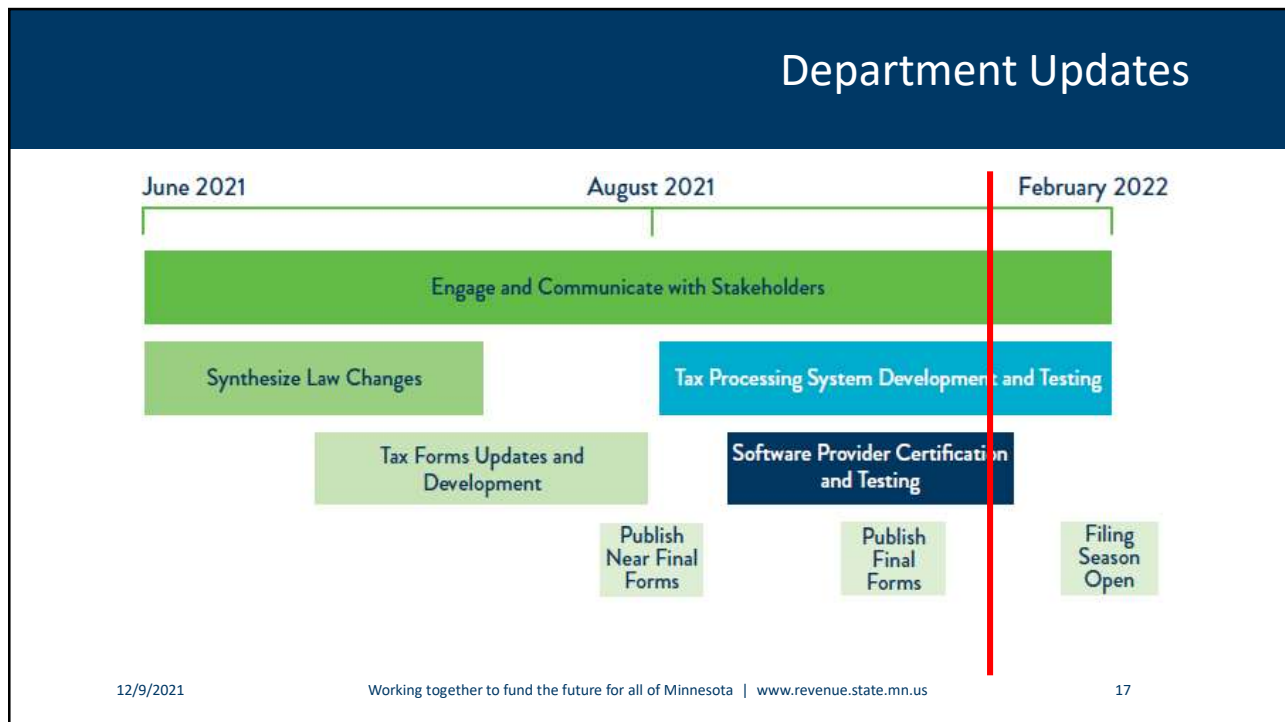 Department Updates
June 2021
August 2021
February 2022
Engage and Communicate with Stakeholders
Synthesize Law Changes
Tax Processing System Development and Testing
Tax Forms Updates and
Development
Software Provider Certification
and Testing
Publish
Near Final
Forms
Publish
Final
Forms
Filing
Season
Open
12/9/2021
Working together to fund the future for all of Minnesota | www.revenue.state.mn.us
17